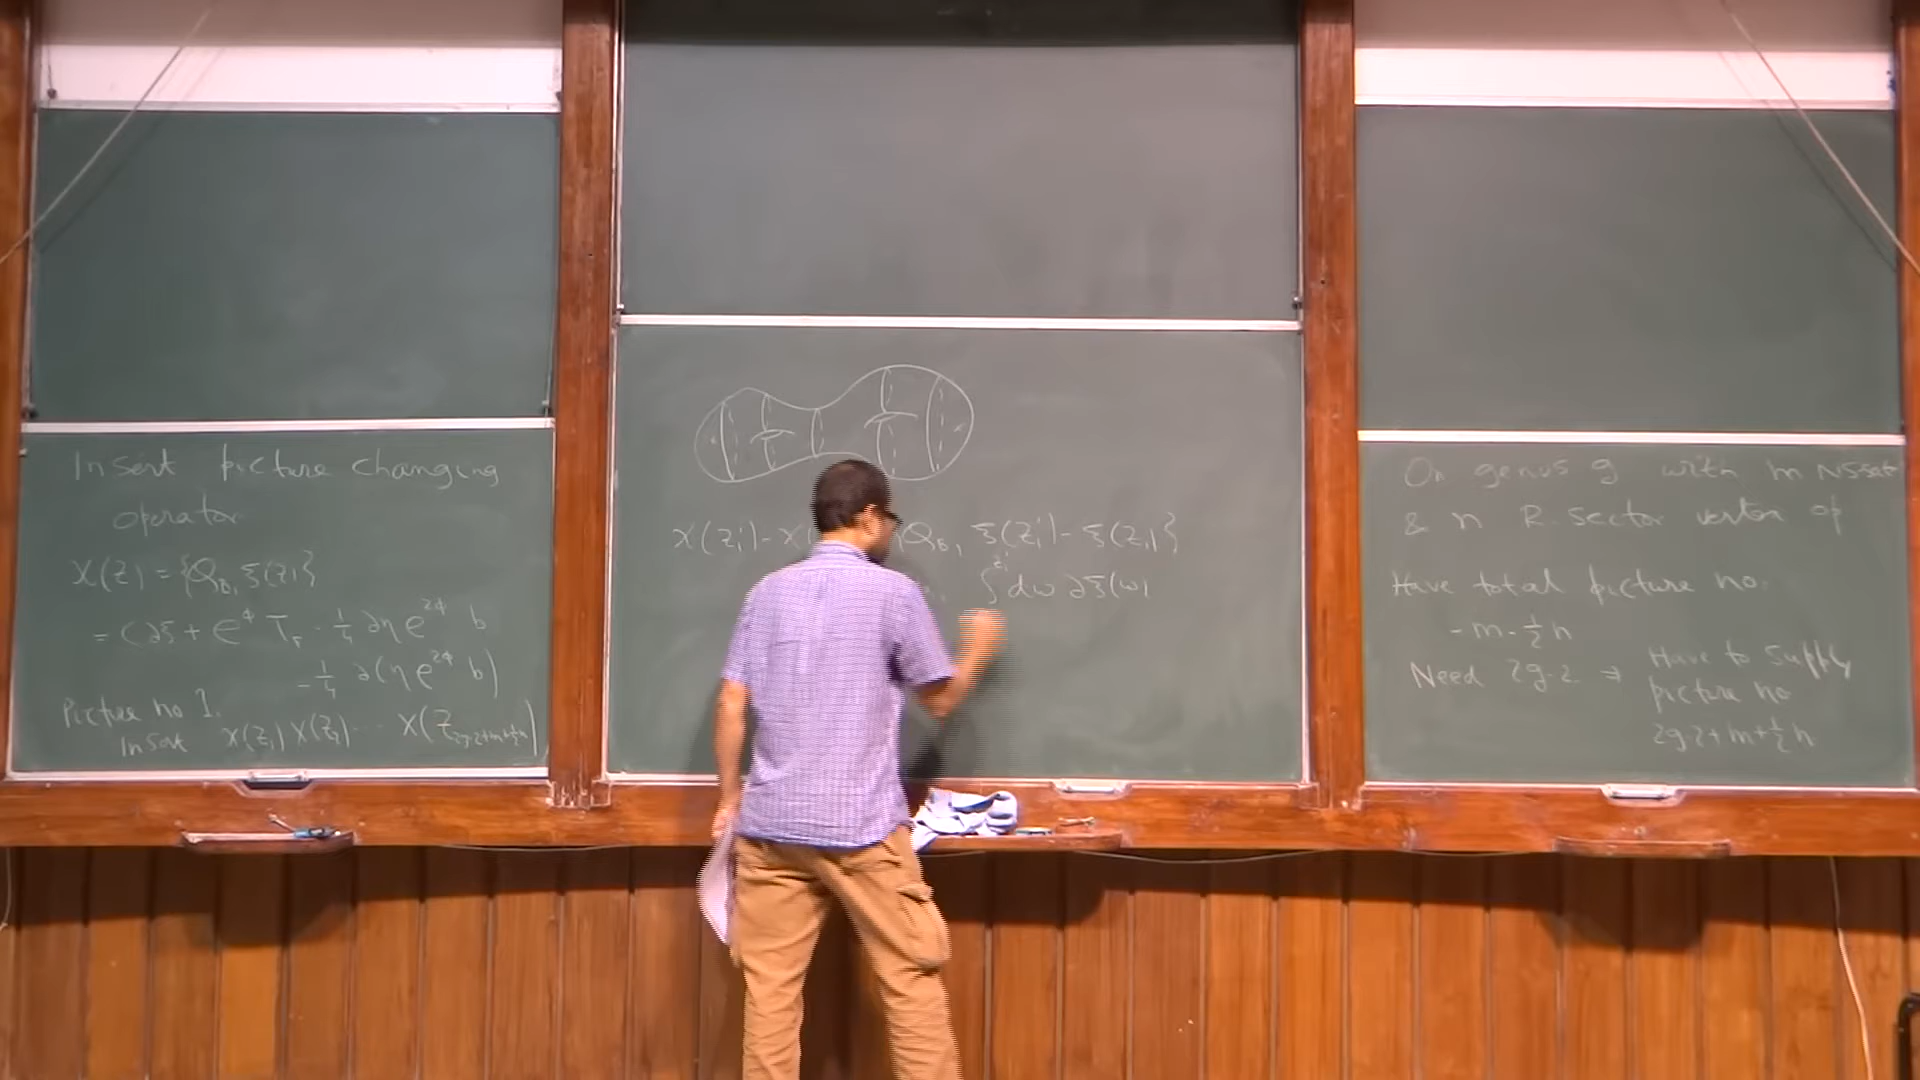 Insert picture changing
operator
X(z) = {Q_B, ξ(z)}
= (c∂ξ + e^ϕ T_F - 1/4 ∂η e^{2ϕ} b
- 1/4 ∂(η e^{2ϕ} b)
Picture no 1.
Insert X(z_1) X(z_2) ... X(z_{2g-2+m+½n})
X(z_1') - X( Q_B, ξ(z_1') - ξ(z_1)}
∫^{z_1'} dω ∂ξ(ω)
On genus g with m NS sect
& n R-sector vertex op
Have total picture no.
-m - ½ n
Need 2g-2 ⇒ Have to supply
picture no
2g-2+m+½n